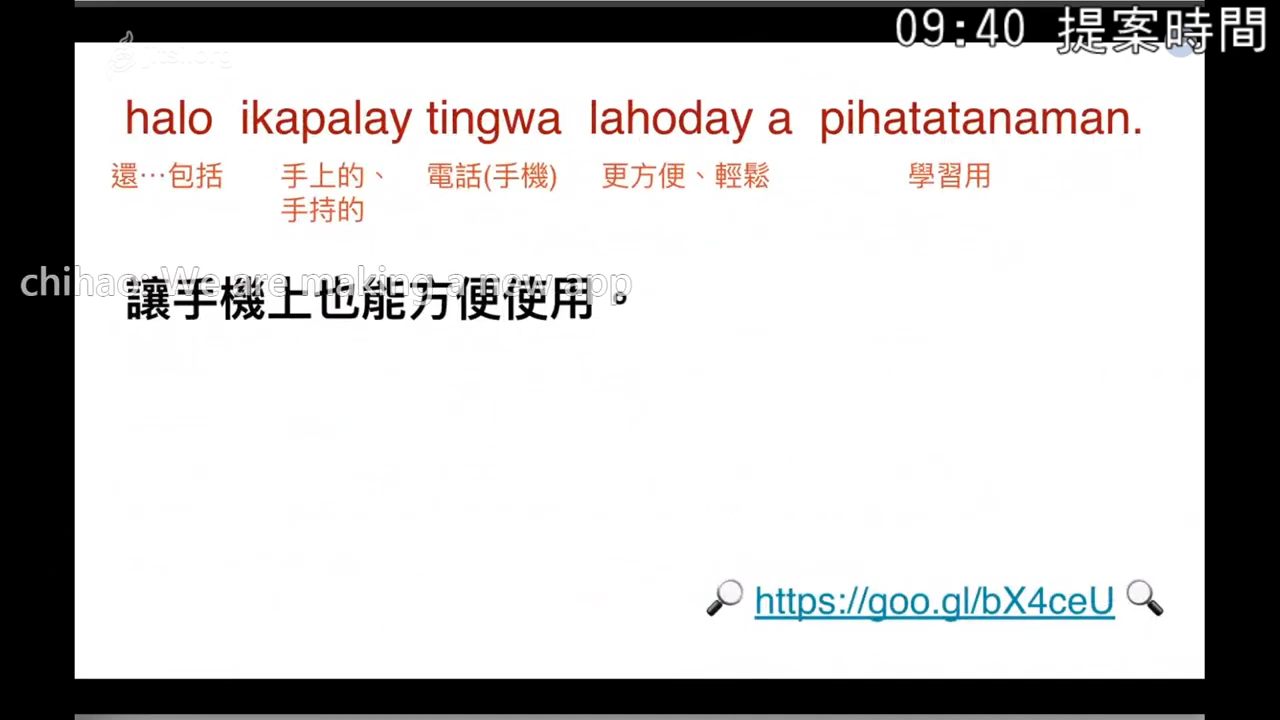 09:40 提案時間
jitsi.org
halo ikapalay tingwa lahoday a pihatatanaman.
還…包括 手上的、 電話(手機) 更方便、輕鬆 學習用
手持的
chihao: We are making a new app
讓手機上也能方便使用。
https://goo.gl/bX4ceU